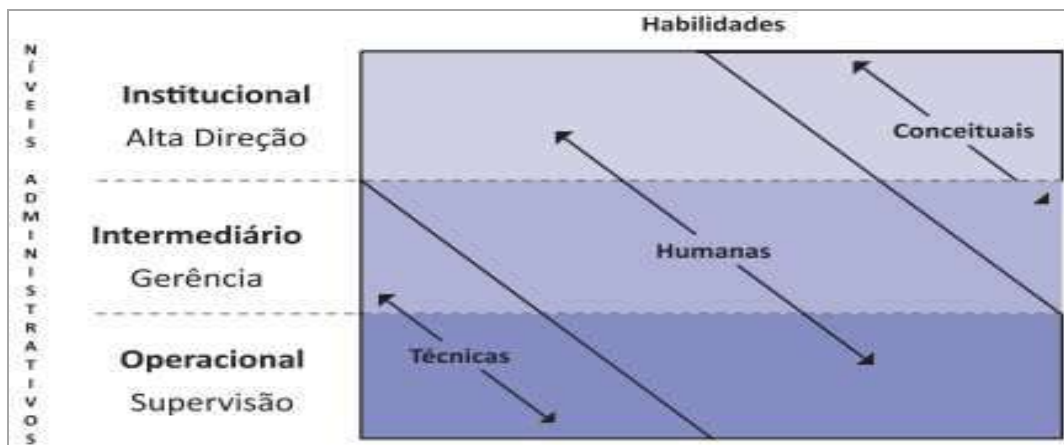 Habilidades
NÍVEIS ADMINISTRATIVOS
Institucional
Alta Direção
Conceituais
Intermediário
Gerência
Humanas
Operacional
Supervisão
Técnicas